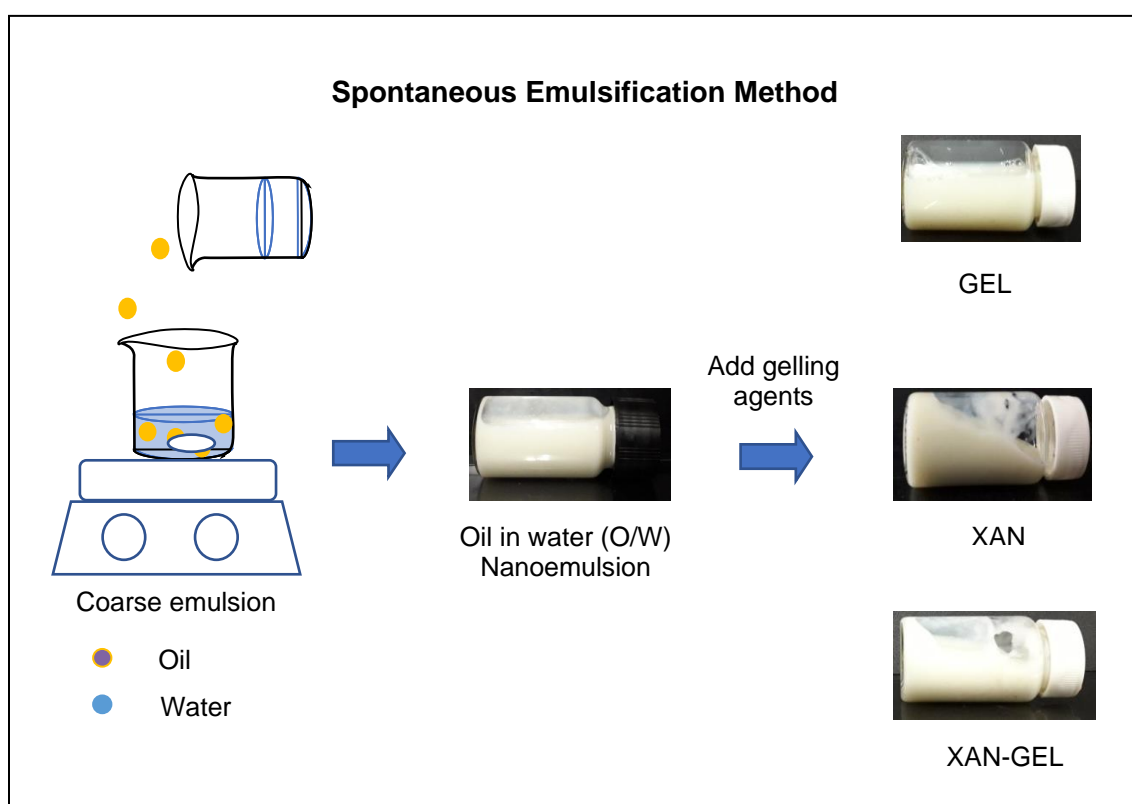 Spontaneous Emulsification Method
GEL
Add gelling
agents
Oil in water (O/W)
Nanoemulsion
XAN
Coarse emulsion
Oil
Water
XAN-GEL